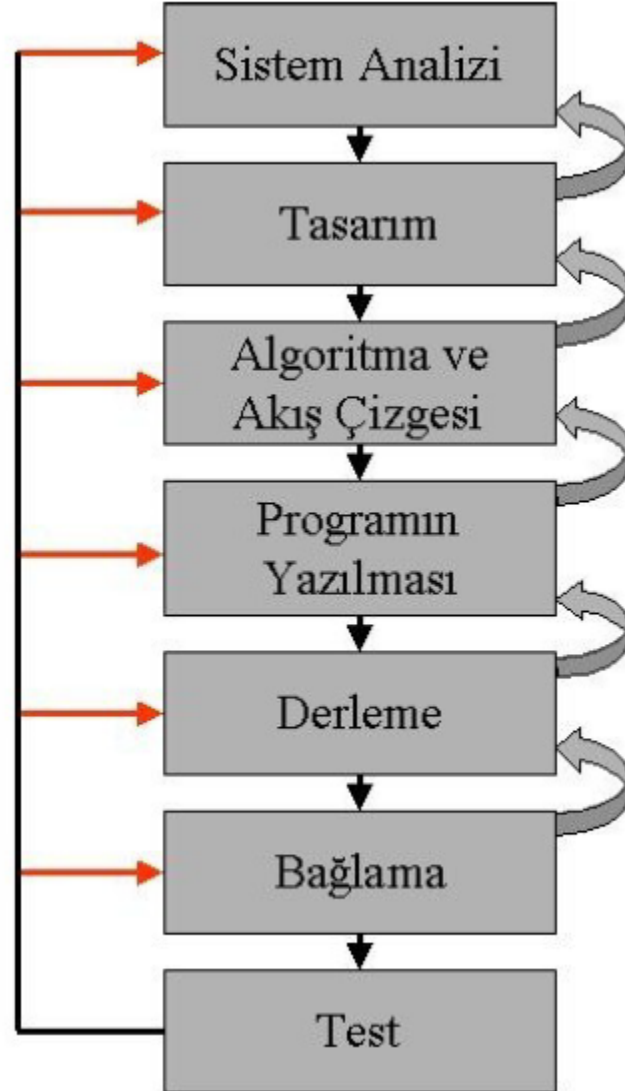 Sistem Analizi
Tasarım
Algoritma ve
Akış Çizgesi
Programın
Yazılması
Derleme
Bağlama
Test